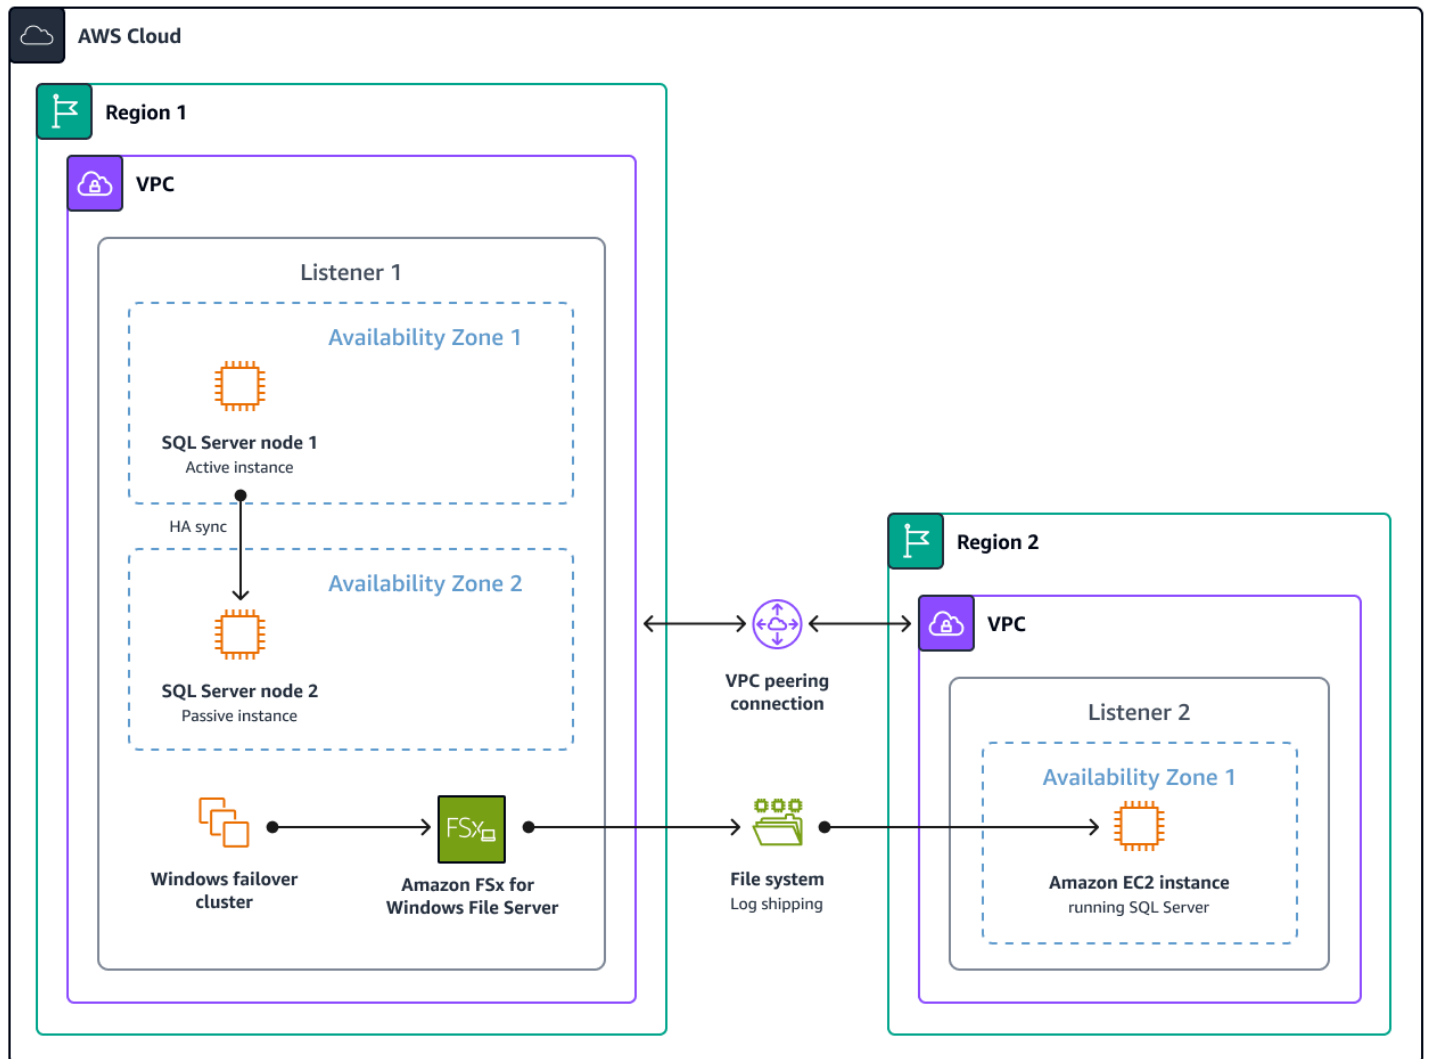 AWS Cloud
Region 1
VPC
Listener 1
Availability Zone 1
SQL Server node 1
Active instance
HA sync
Availability Zone 2
SQL Server node 2
Passive instance
Windows failover
cluster
FSx
Amazon FSx for
Windows File Server
VPC peering
connection
File system
Log shipping
Region 2
VPC
Listener 2
Availability Zone 1
Amazon EC2 instance
running SQL Server